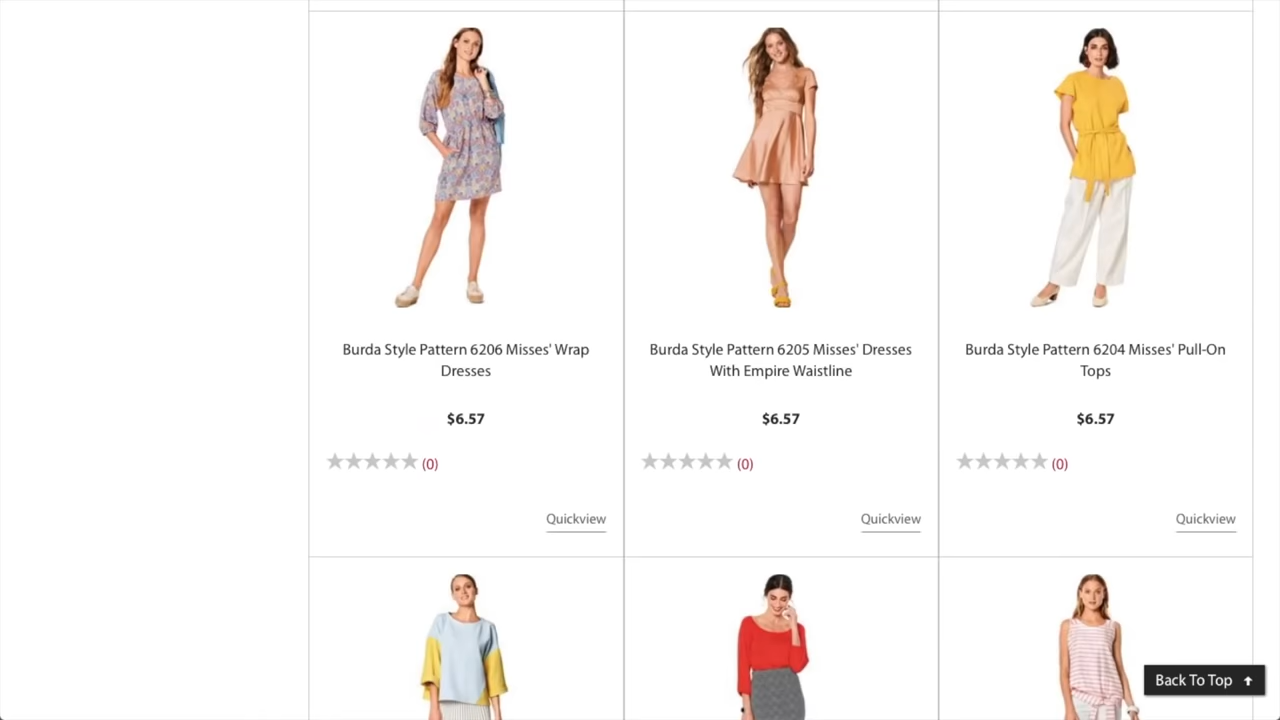 Burda Style Pattern 6206 Misses' Wrap
Dresses
$6.57
(0)
Quickview
Burda Style Pattern 6205 Misses' Dresses
With Empire Waistline
$6.57
(0)
Quickview
Burda Style Pattern 6204 Misses' Pull-On
Tops
$6.57
(0)
Quickview
Back To Top